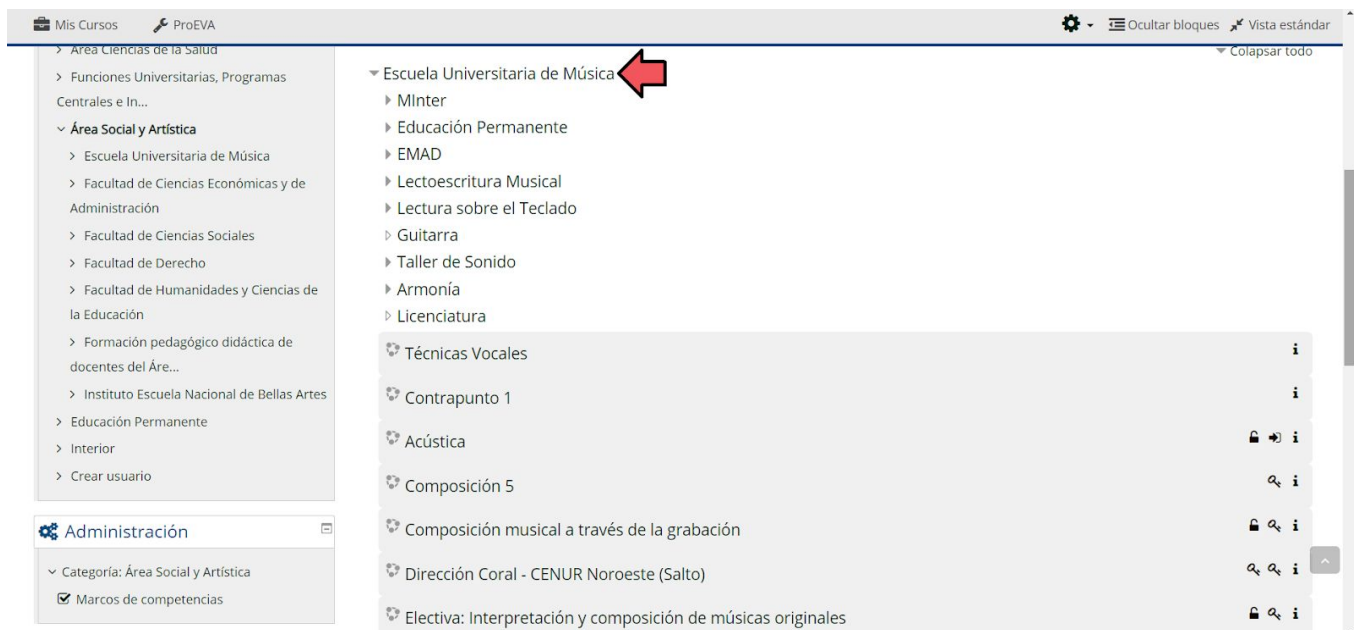 Mis Cursos
ProEVA
Ocultar bloques
Vista estándar
> Área Ciencias de la Salud
> Funciones Universitarias, Programas
Centrales e In...
Área Social y Artística
> Escuela Universitaria de Música
> Facultad de Ciencias Económicas y de
Administración
> Facultad de Ciencias Sociales
> Facultad de Derecho
> Facultad de Humanidades y Ciencias de
la Educación
> Formación pedagógico didáctica de
docentes del Áre...
> Instituto Escuela Nacional de Bellas Artes
> Educación Permanente
> Interior
> Crear usuario
Administración
Categoría: Área Social y Artística
Marcos de competencias
Colapsar todo
Escuela Universitaria de Música
MInter
Educación Permanente
EMAD
Lectoescritura Musical
Lectura sobre el Teclado
Guitarra
Taller de Sonido
Armonía
Licenciatura
Técnicas Vocales
Contrapunto 1
Acústica
Composición 5
Composición musical a través de la grabación
Dirección Coral - CENUR Noroeste (Salto)
Electiva: Interpretación y composición de músicas originales